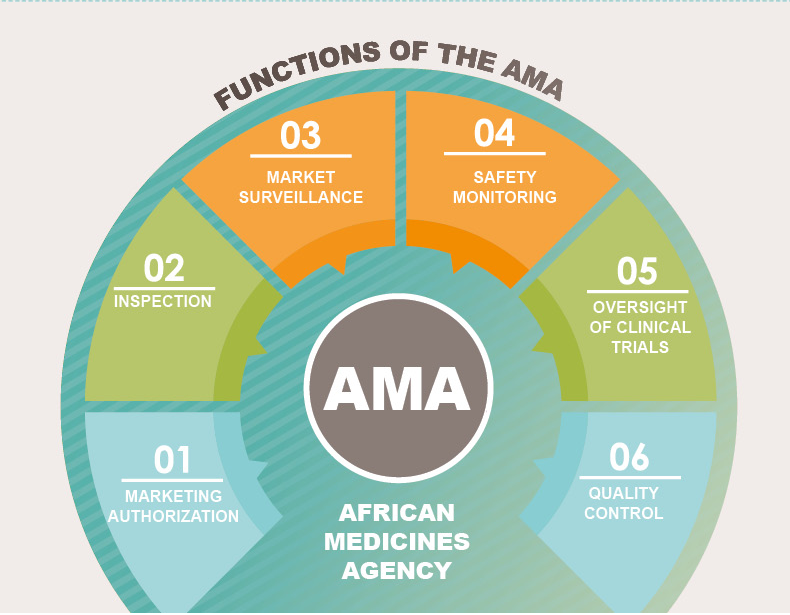 FUNCTIONS OF THE AMA
01
MARKETING
AUTHORIZATION
02
INSPECTION
03
MARKET
SURVEILLANCE
04
SAFETY
MONITORING
05
OVERSIGHT
OF CLINICAL
TRIALS
06
QUALITY
CONTROL
AMA
AFRICAN
MEDICINES
AGENCY